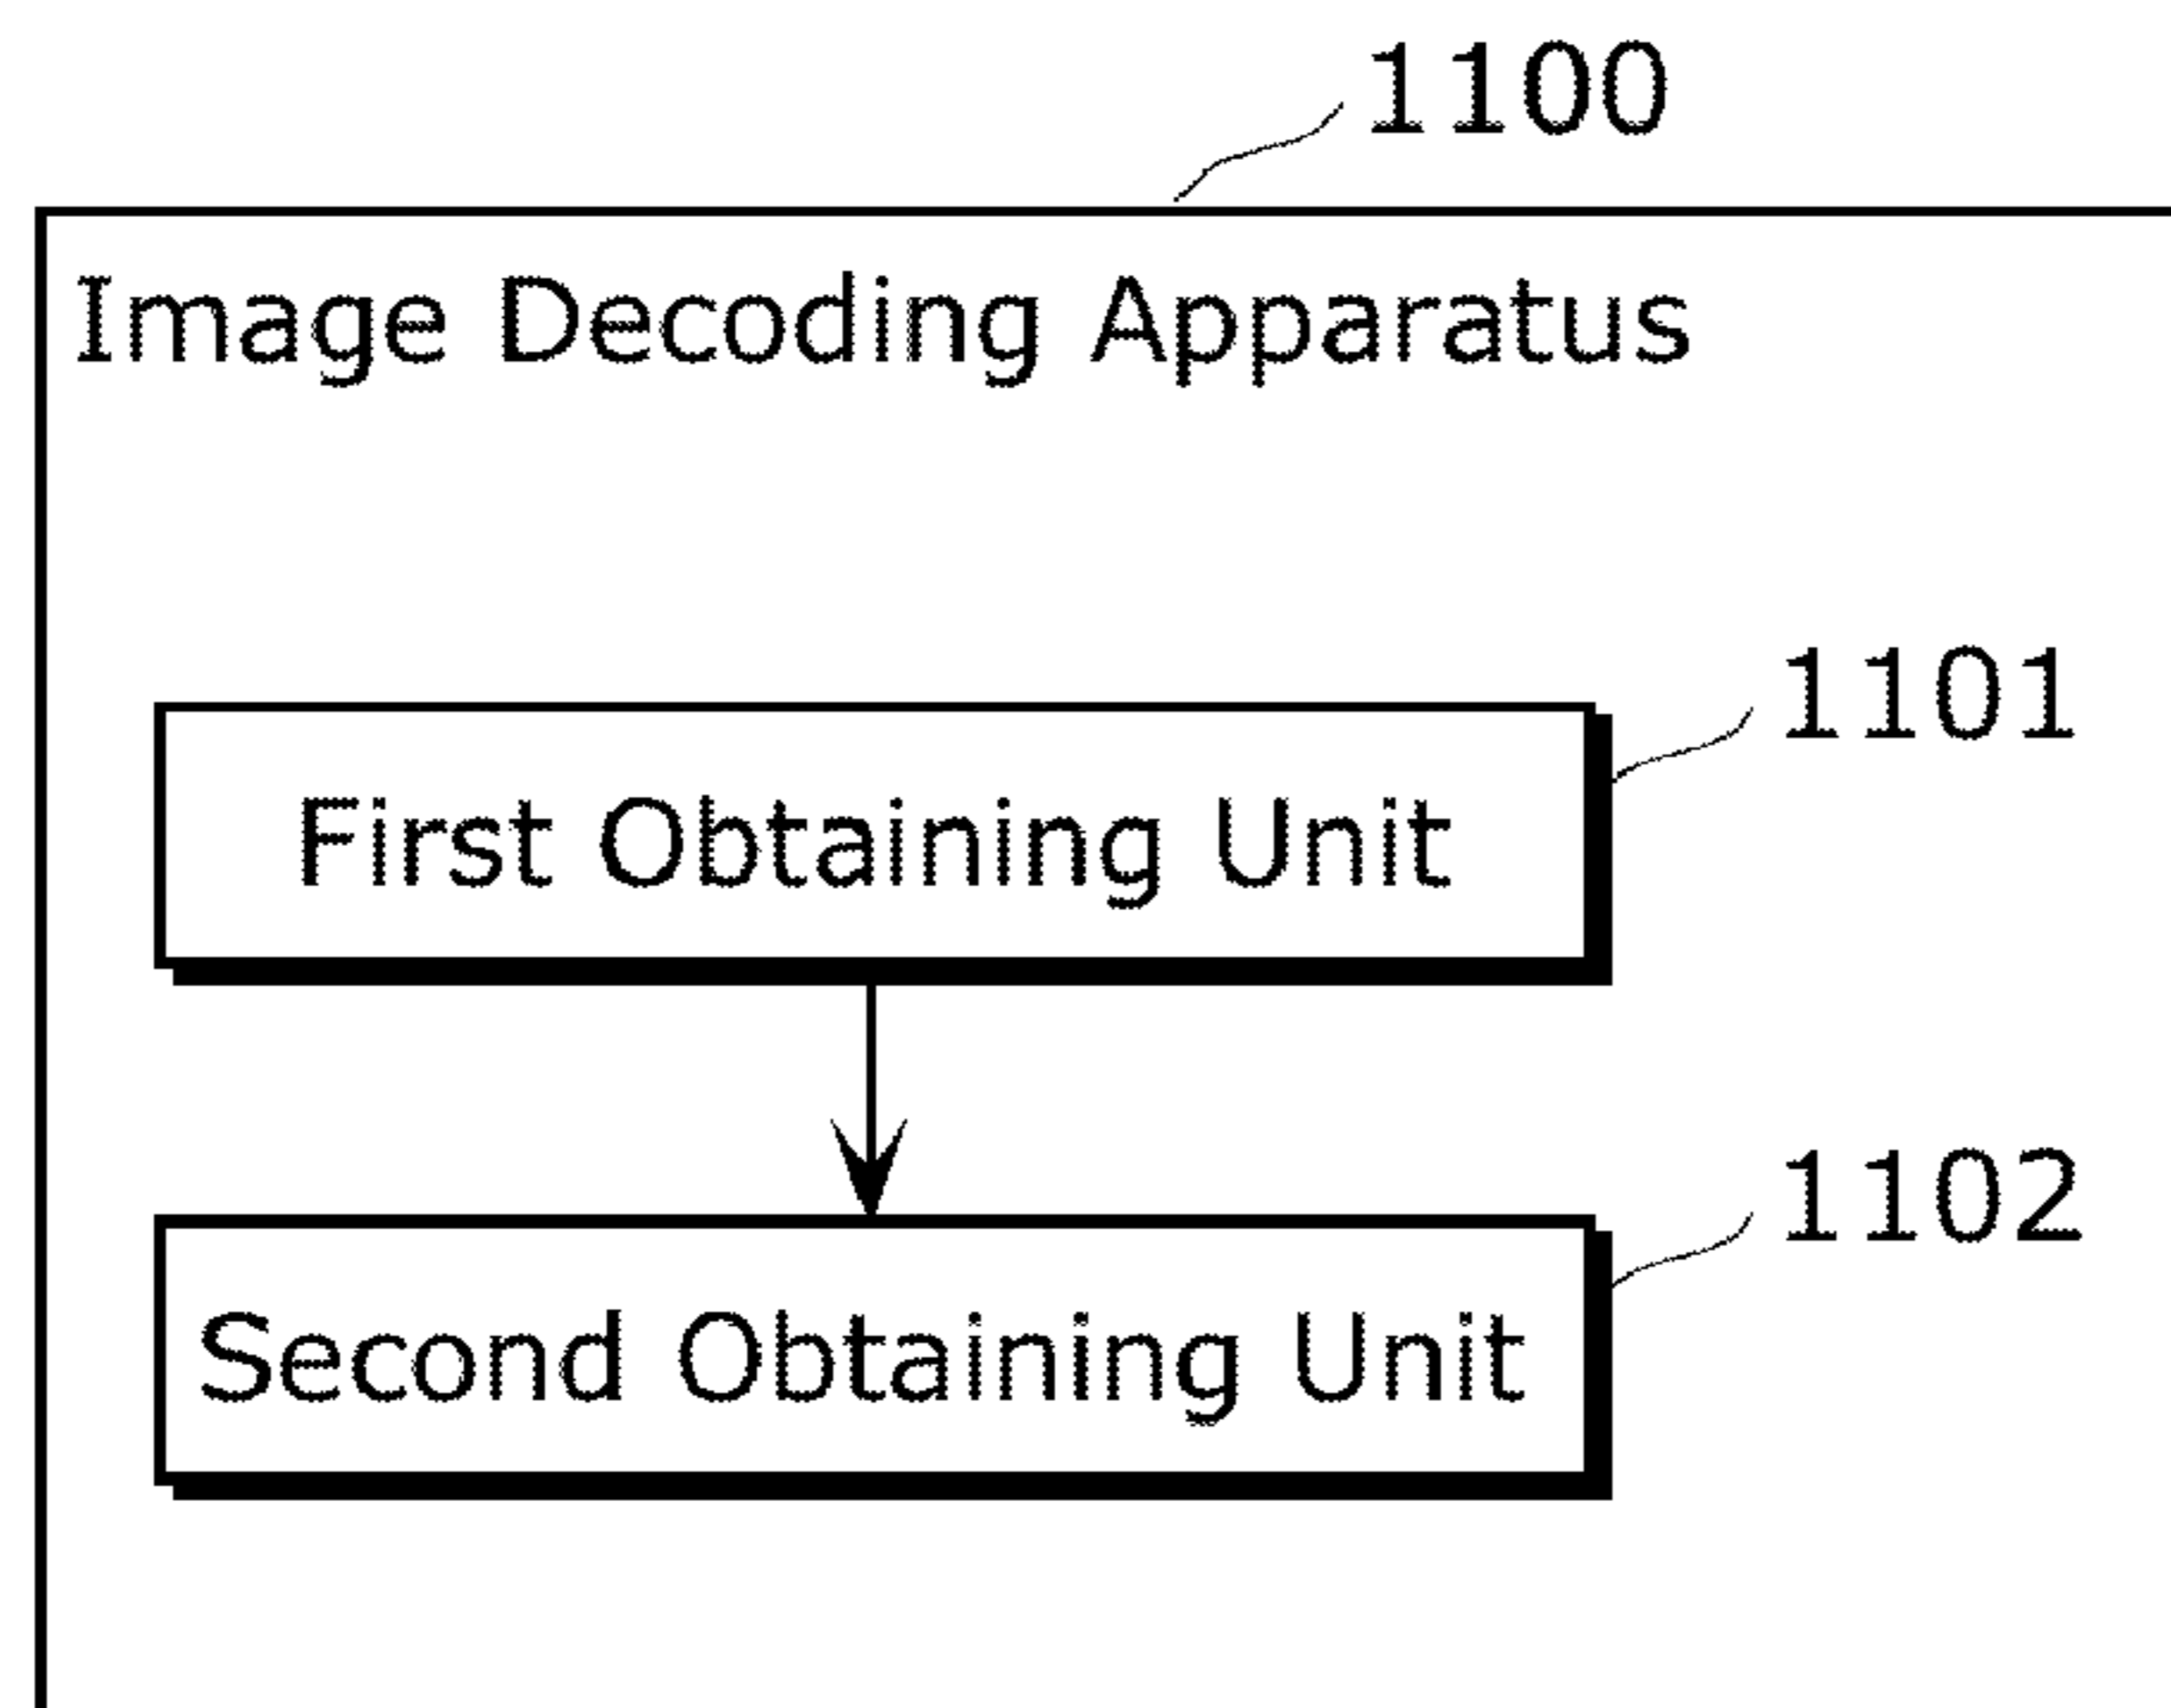 1100
Image Decoding Apparatus
1101
First Obtaining Unit
1102
Second Obtaining Unit